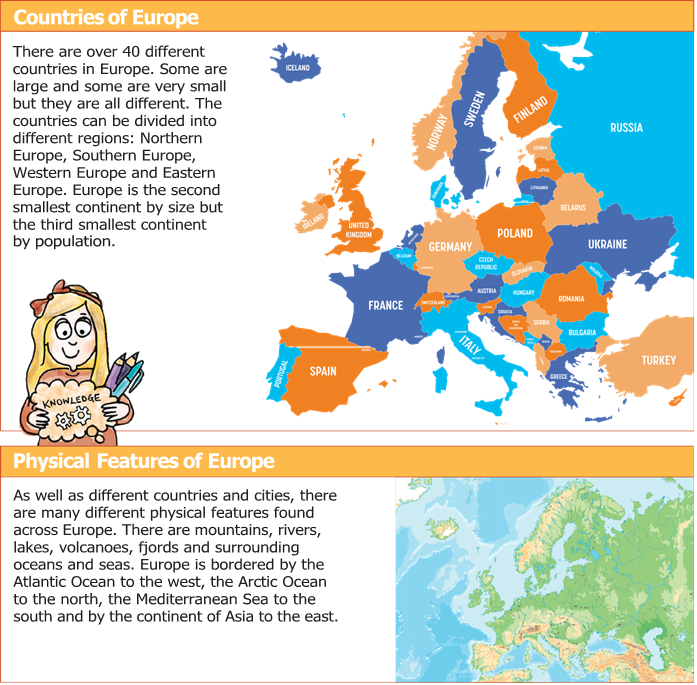 Countries of Europe
There are over 40 different
countries in Europe. Some are
large and some are very small
but they are all different. The
countries can be divided into
different regions: Northern
Europe, Southern Europe,
Western Europe and Eastern
Europe. Europe is the second
smallest continent by size but
the third smallest continent
by population.
KNOWLEDGE
ICELAND
NORWAY
SWEDEN
FINLAND
RUSSIA
ESTONIA
LATVIA
LITHUANIA
BELARUS
IRELAND
UNITED
KINGDOM
BELGIUM
GERMANY
POLAND
UKRAINE
CZECH
REPUBLIC
SLOVAKIA
MOLDOVA
FRANCE
SWITZERLAND
AUSTRIA
HUNGARY
ROMANIA
CROATIA
SERBIA
ITALY
BULGARIA
PORTUGAL
SPAIN
GREECE
TURKEY
Physical Features of Europe
As well as different countries and cities, there
are many different physical features found
across Europe. There are mountains, rivers,
lakes, volcanoes, fjords and surrounding
oceans and seas. Europe is bordered by the
Atlantic Ocean to the west, the Arctic Ocean
to the north, the Mediterranean Sea to the
south and by the continent of Asia to the east.